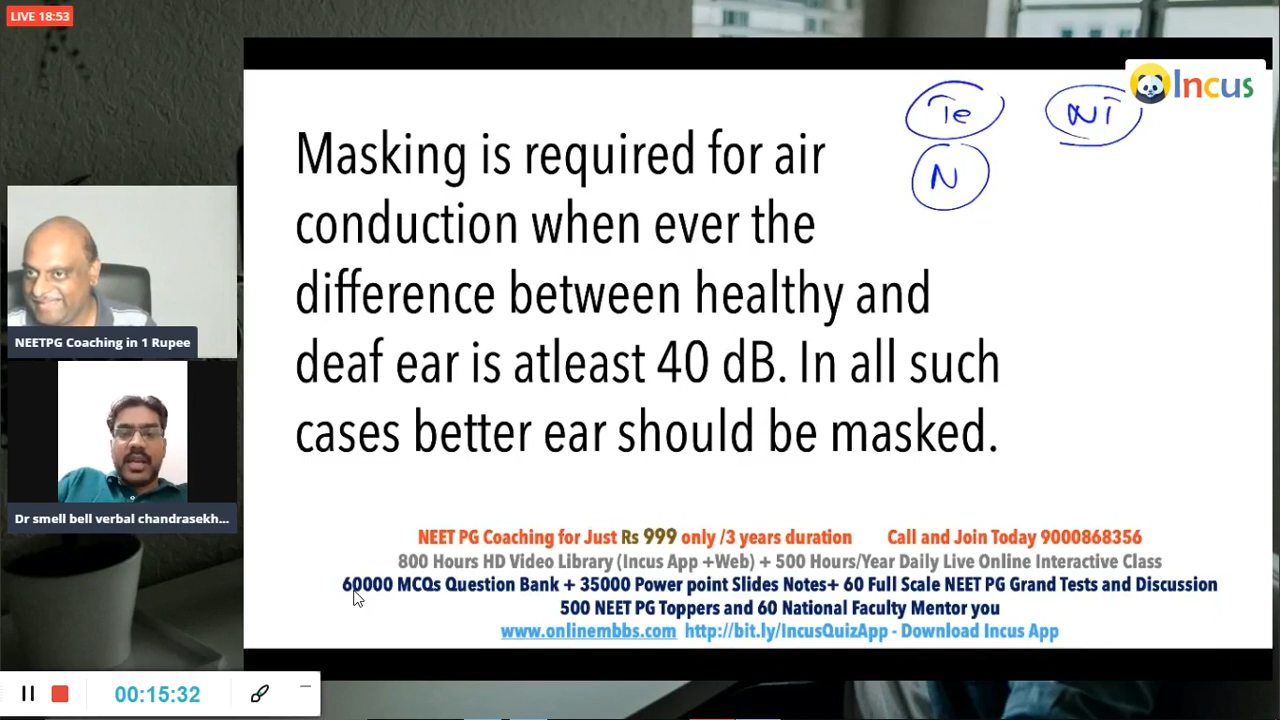 LIVE 18:53
Incus
Te
NT
N
Masking is required for air
conduction when ever the
difference between healthy and
deaf ear is atleast 40 dB. In all such
cases better ear should be masked.
NEETPG Coaching in 1 Rupee
Dr smell bell verbal chandrasekh...
NEET PG Coaching for Just Rs 999 only /3 years duration Call and Join Today 9000868356
800 Hours HD Video Library (Incus App +Web) + 500 Hours/Year Daily Live Online Interactive Class
60000 MCQs Question Bank + 35000 Power point Slides Notes+ 60 Full Scale NEET PG Grand Tests and Discussion
500 NEET PG Toppers and 60 National Faculty Mentor you
www.onlinembbs.com http://bit.ly/IncusQuizApp - Download Incus App
00:15:32